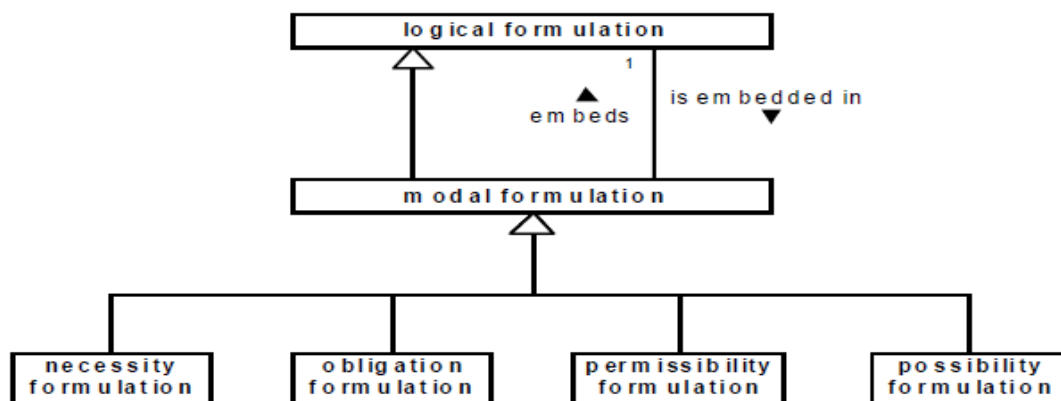 logical formulation
1
▲
embeds
is embedded in
▼
modal formulation
necessity
formulation
obligation
formulation
permissibility
formulation
possibility
formulation